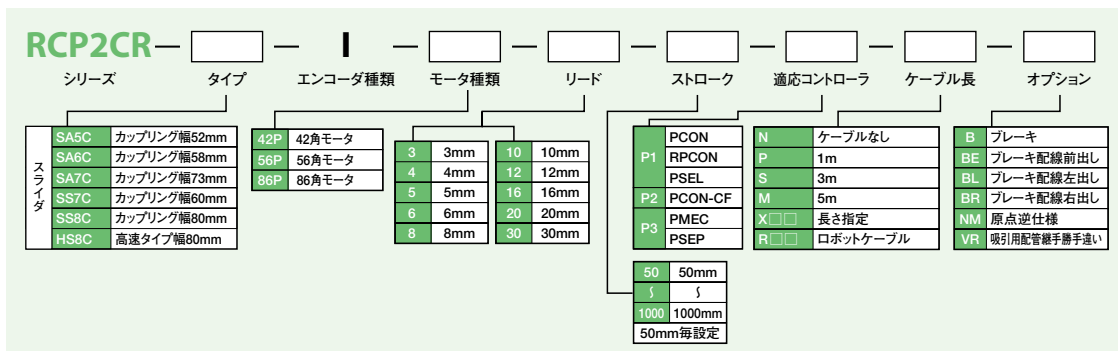 RCP2CR ー ー I ー ー ー ー ー ー
シリーズ タイプ エンコーダ種類 モータ種類 リード ストローク 適応コントローラ ケーブル長 オプション
スライダ
SA5C カップリング幅52mm
SA6C カップリング幅58mm
SA7C カップリング幅73mm
SS7C カップリング幅60mm
SS8C カップリング幅80mm
HS8C 高速タイプ幅80mm
42P 42角モータ
56P 56角モータ
86P 86角モータ
3 3mm
4 4mm
5 5mm
6 6mm
8 8mm
10 10mm
12 12mm
16 16mm
20 20mm
30 30mm
50 50mm
〜 〜
1000 1000mm
50mm毎設定
P1 PCON
RPCON
PSEL
P2 PCON-CF
P3 PMEC
PSEP
N ケーブルなし
P 1m
S 3m
M 5m
X□□ 長さ指定
R□□ ロボットケーブル
B ブレーキ
BE ブレーキ配線前出し
BL ブレーキ配線左出し
BR ブレーキ配線右出し
NM 原点逆仕様
VR 吸引用配管継手勝手違い